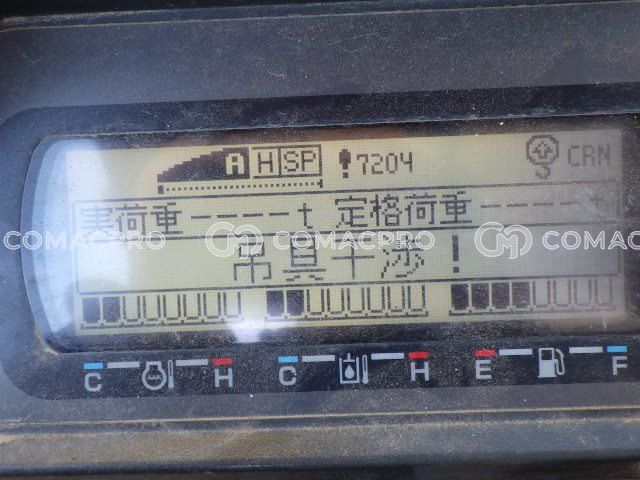 A H SP !7204 CRN
実荷重----t 定格荷重-----
COMACPRO COMACPRO COMACPRO
吊具干渉!
C H C H E F